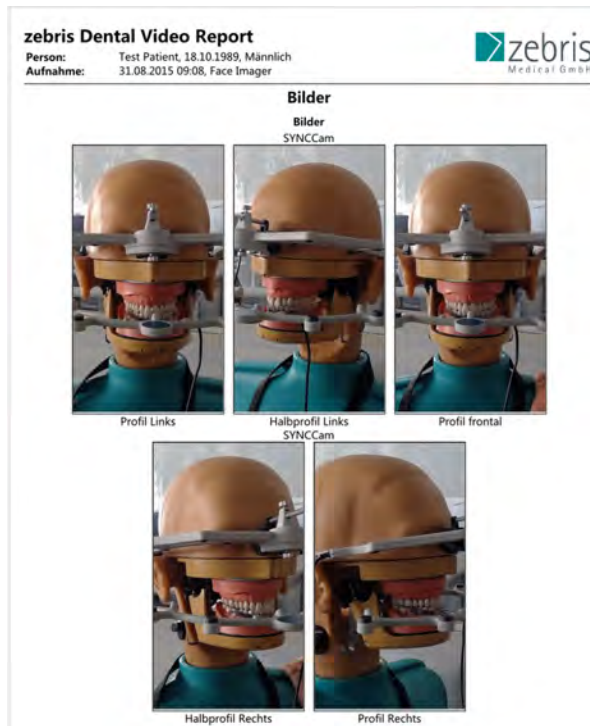 zebris Dental Video Report
Person: Test Patient, 18.10.1989, Männlich
Aufnahme: 31.08.2015 09:08, Face Imager
zebris
Medical GmbH
Bilder
Bilder
SYNCCam
Profil Links Halbprofil Links Profil frontal
SYNCCam
Halbprofil Rechts Profil Rechts